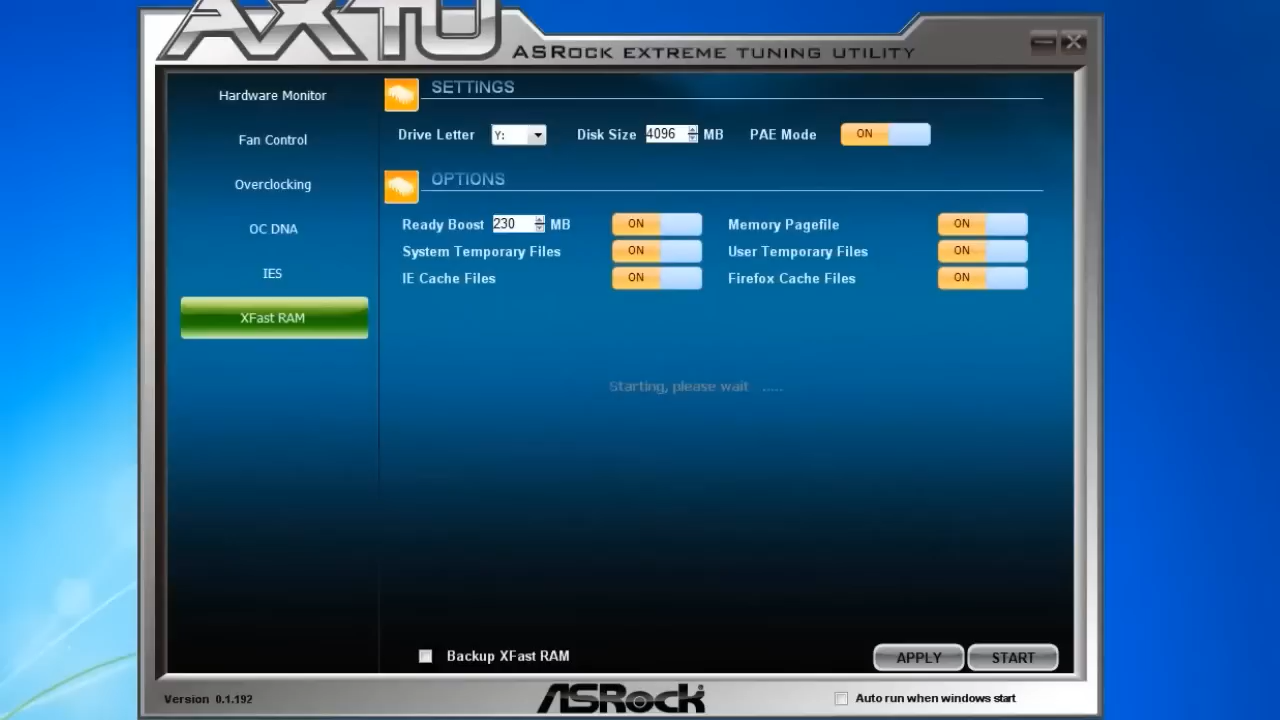 AXTU
ASROCK EXTREME TUNING UTILITY
Hardware Monitor
Fan Control
Overclocking
OC DNA
IES
XFast RAM
SETTINGS
Drive Letter Y: Disk Size 4096 MB PAE Mode ON
OPTIONS
Ready Boost 230 MB ON Memory Pagefile ON
System Temporary Files ON User Temporary Files ON
IE Cache Files ON Firefox Cache Files ON
Starting, please wait .....
Backup XFast RAM
APPLY START
Version 0.1.192
ASRock
Auto run when windows start